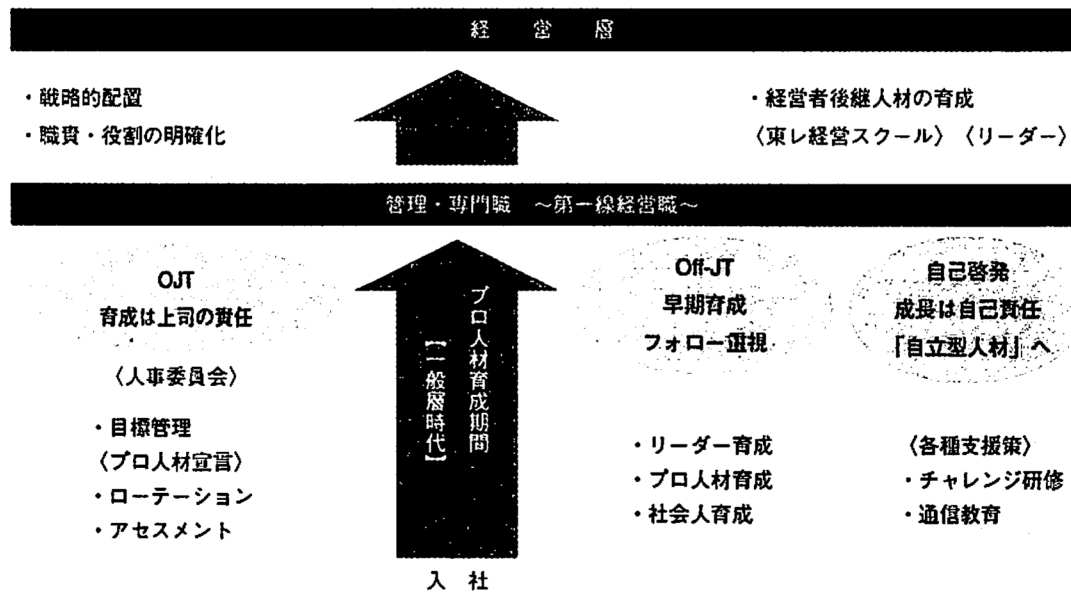 経営層
・戦略的配置
・職責・役割の明確化
・経営者後継人材の育成
〈東レ経営スクール〉〈リーダー〉
管理・専門職 ～第一線経営職～
OJT
育成は上司の責任
〈人事委員会〉
・目標管理
〈プロ人材宣言〉
・ローテーション
・アセスメント
プロ人材育成期間
【一般層時代】
入社
Off-JT
早期育成
フォロー重視
・リーダー育成
・プロ人材育成
・社会人育成
自己啓発
成長は自己責任
「自立型人材」へ
〈各種支援策〉
・チャレンジ研修
・通信教育